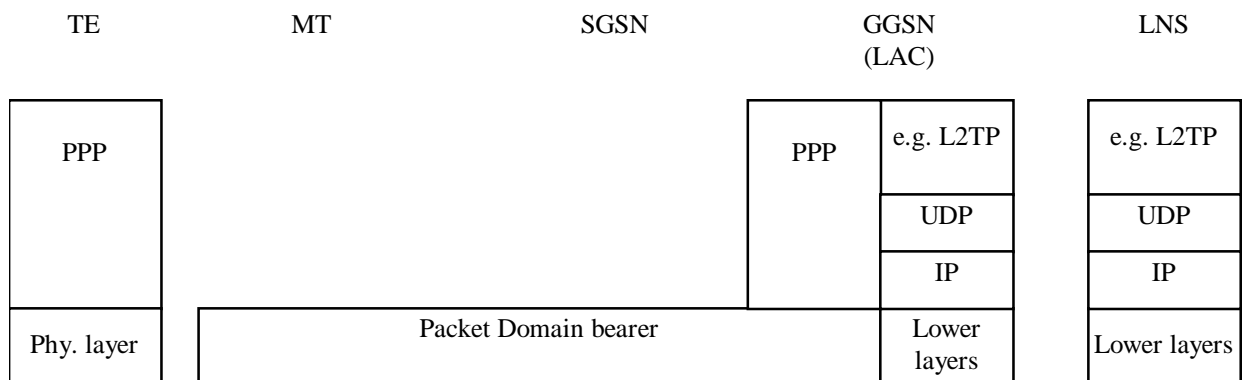 TE MT SGSN GGSN LNS
(LAC)
PPP PPP e.g. L2TP e.g. L2TP
UDP UDP
IP IP
Phy. layer Packet Domain bearer Lower Lower layers
layers